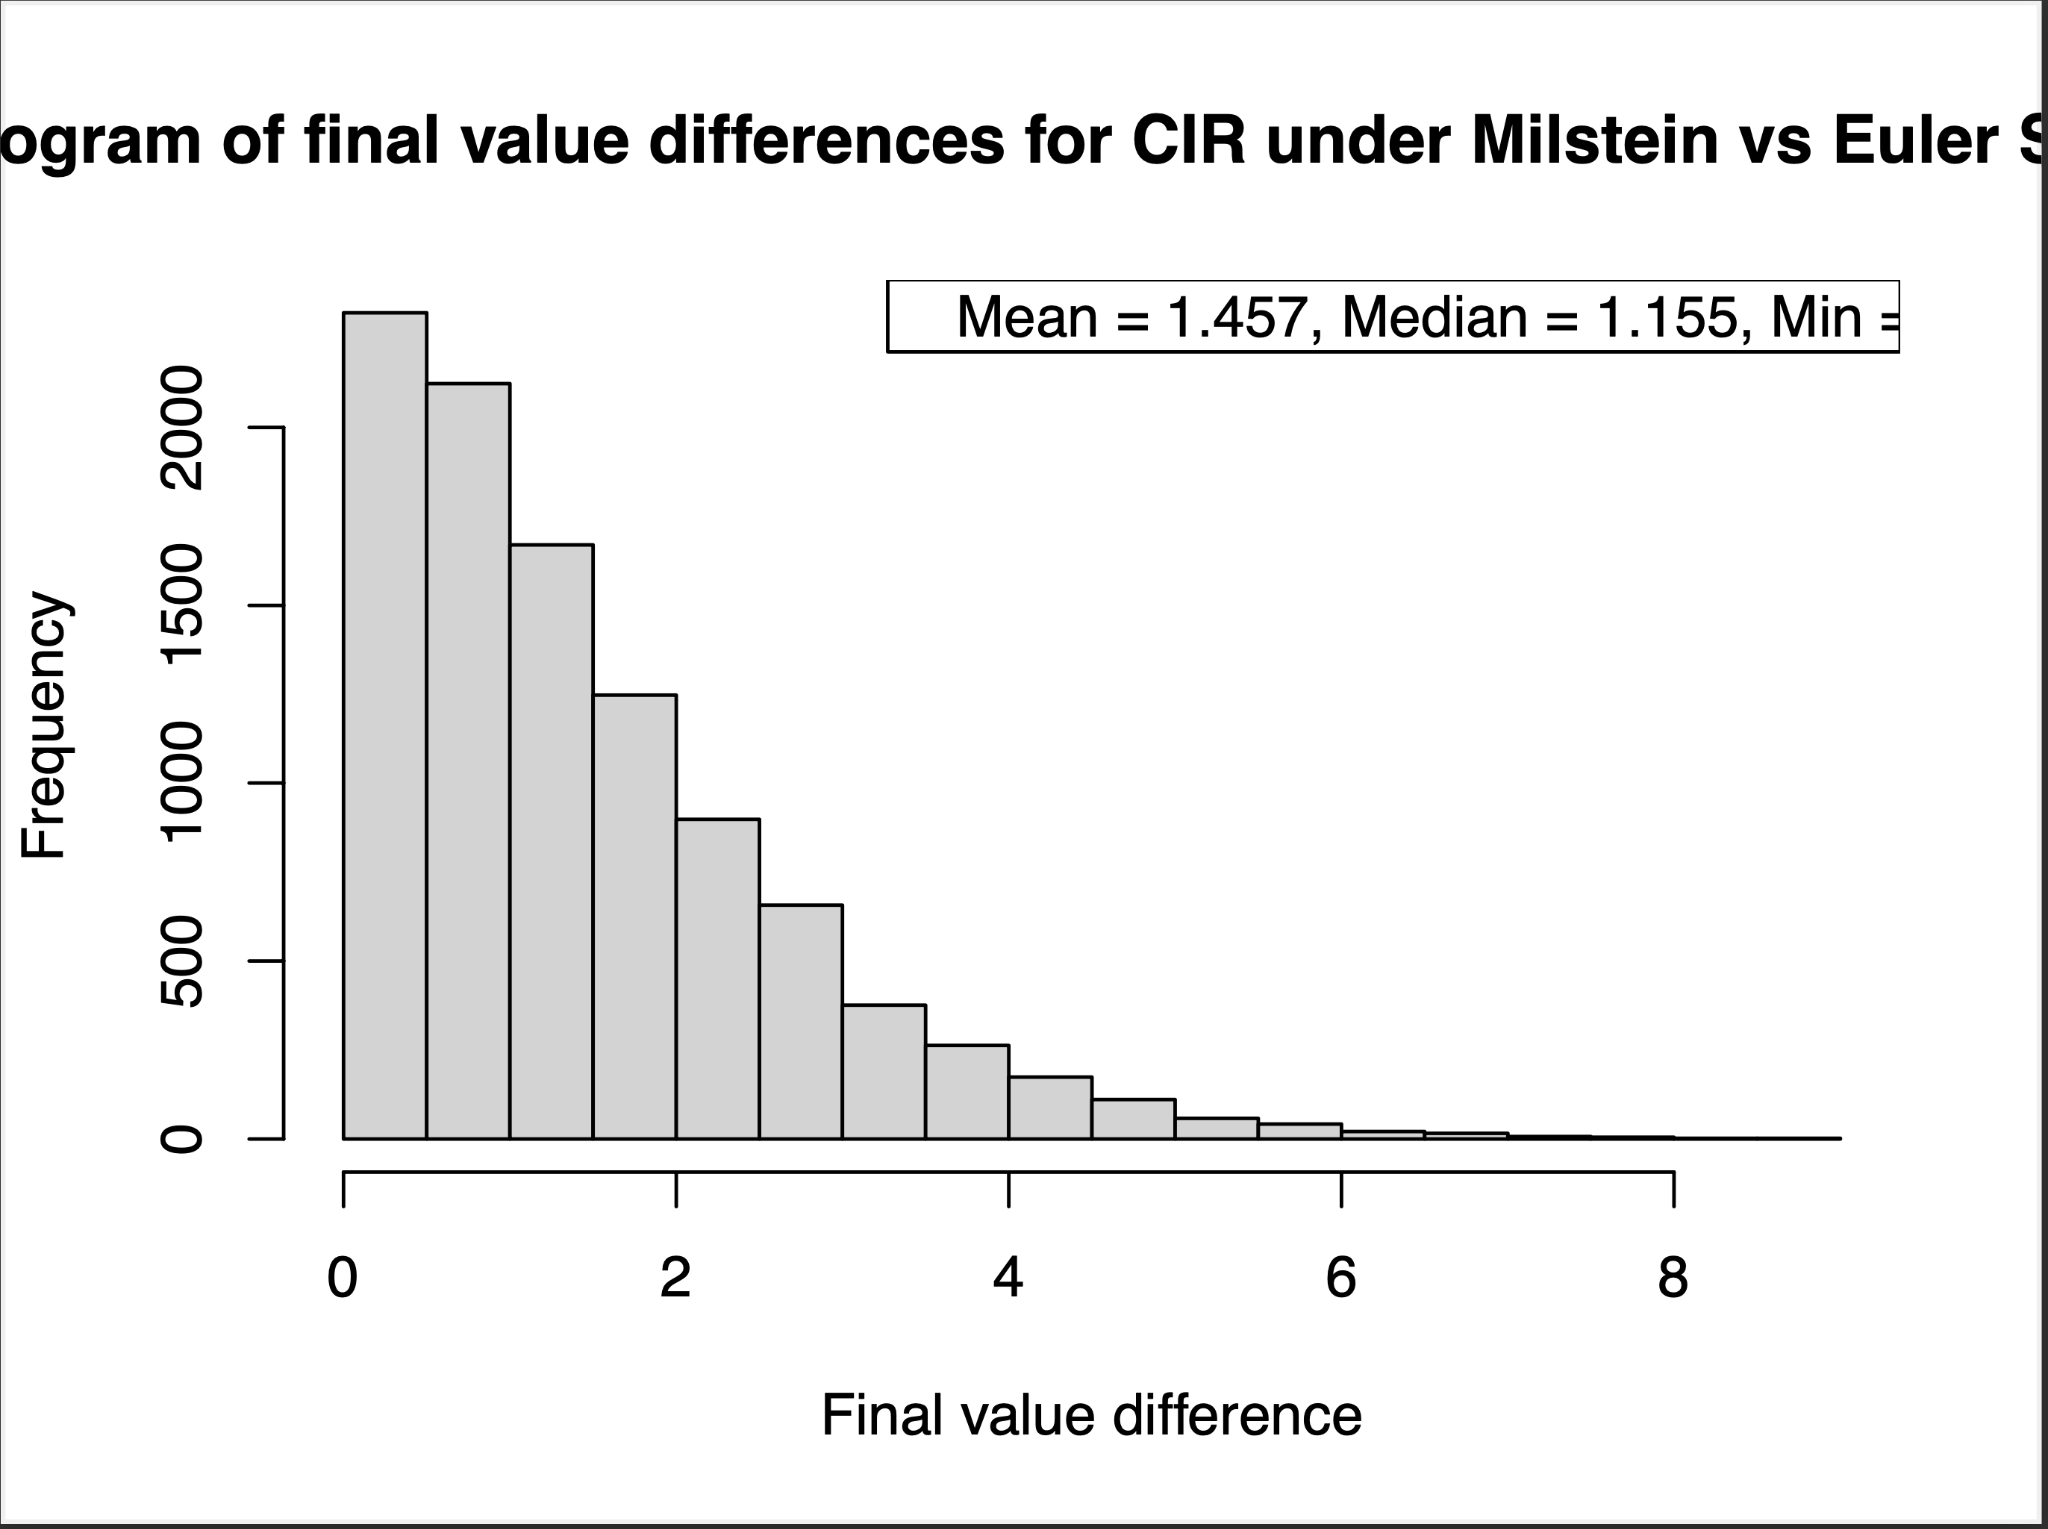 ogram of final value differences for CIR under Milstein vs Euler S
Mean = 1.457, Median = 1.155, Min =
Frequency
2000
1500
1000
500
0
0 2 4 6 8
Final value difference